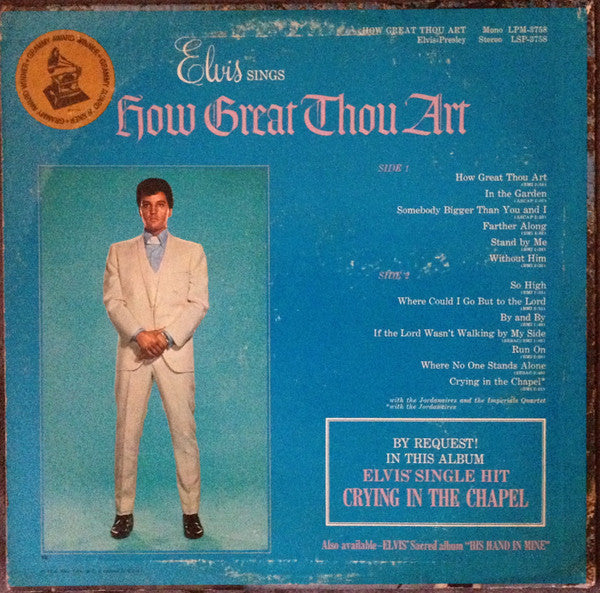 HOW GREAT THOU ART Mono LPM-3758
Elvis Presley Stereo LSP-3758
GRAMMY AWARD WINNER
Elvis SINGS
How Great Thou Art
SIDE 1
How Great Thou Art
In the Garden
Somebody Bigger Than You and I
Farther Along
Stand by Me
Without Him
SIDE 2
So High
Where Could I Go But to the Lord
By and By
If the Lord Wasn't Walking by My Side
Run On
Where No One Stands Alone
Crying in the Chapel*
with the Jordanaires and the Imperials Quartet
*with the Jordanaires
BY REQUEST!
IN THIS ALBUM
ELVIS' SINGLE HIT
CRYING IN THE CHAPEL
Also available—ELVIS' Sacred album "HIS HAND IN MINE"